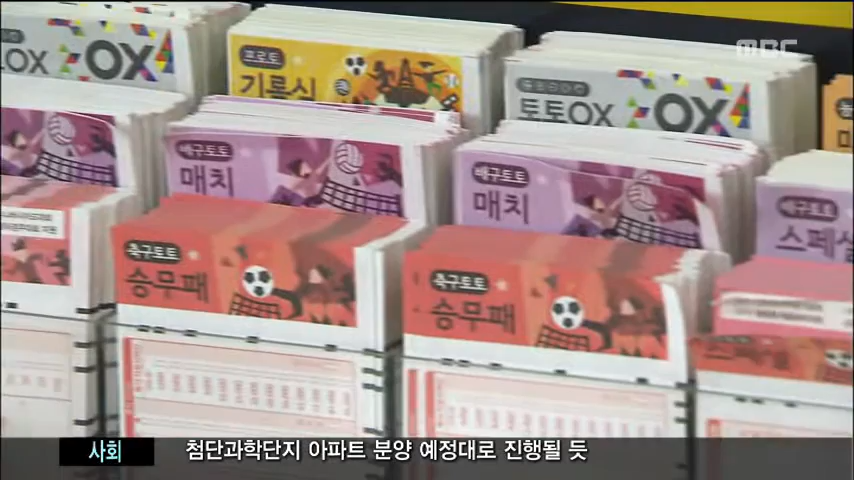 MBC
OX
OX
프로토
기록식
토토OX
OX
배구토토
매치
배구토토
매치
배구토토
스페셜
축구토토
승무패
축구토토
승무패
사회
첨단과학단지 아파트 분양 예정대로 진행될 듯